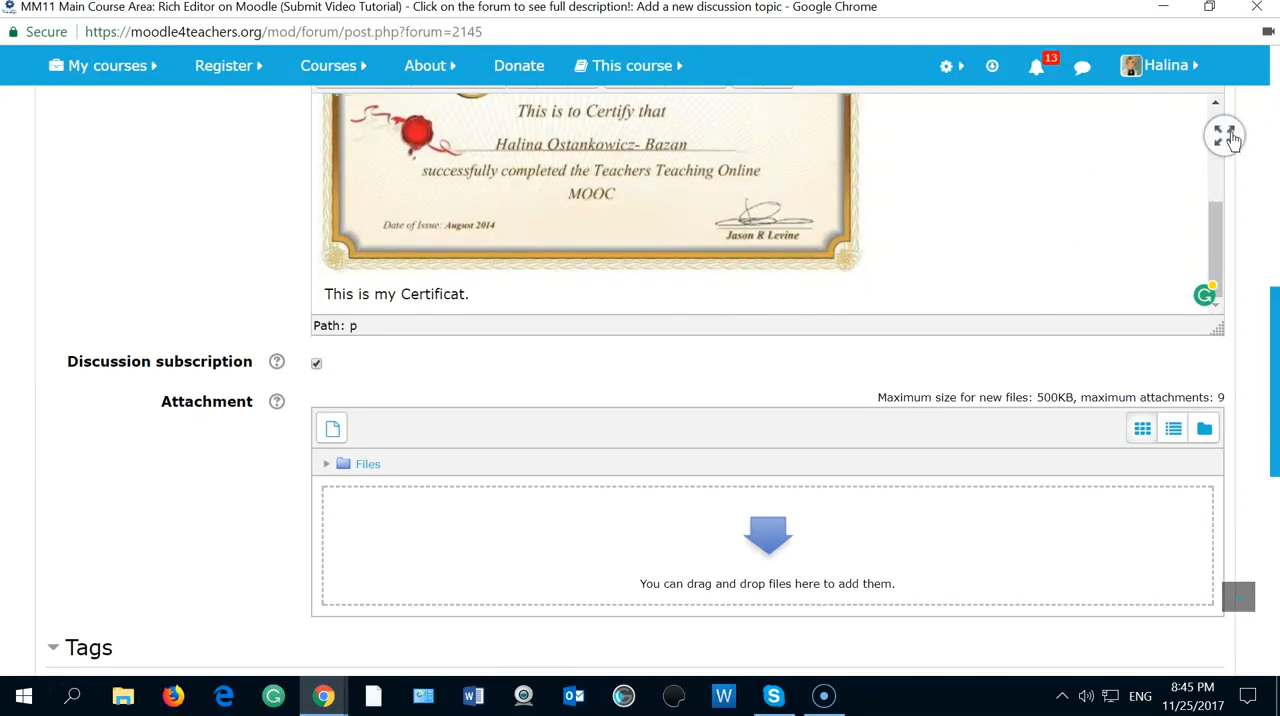 MM11 Main Course Area: Rich Editor on Moodle (Submit Video Tutorial) - Click on the forum to see full description!: Add a new discussion topic - Google Chrome
Secure https://moodle4teachers.org/mod/forum/post.php?forum=2145
My courses Register Courses About Donate This course 13 Halina
This is to Certify that
Halina Ostankowicz- Bazan
successfully completed the Teachers Teaching Online
MOOC
Date of Issue: August 2014
Jason R Levine
This is my Certificat.
Path: p
Discussion subscription
Attachment
Maximum size for new files: 500KB, maximum attachments: 9
Files
You can drag and drop files here to add them.
Tags
ENG
8:45 PM
11/25/2017